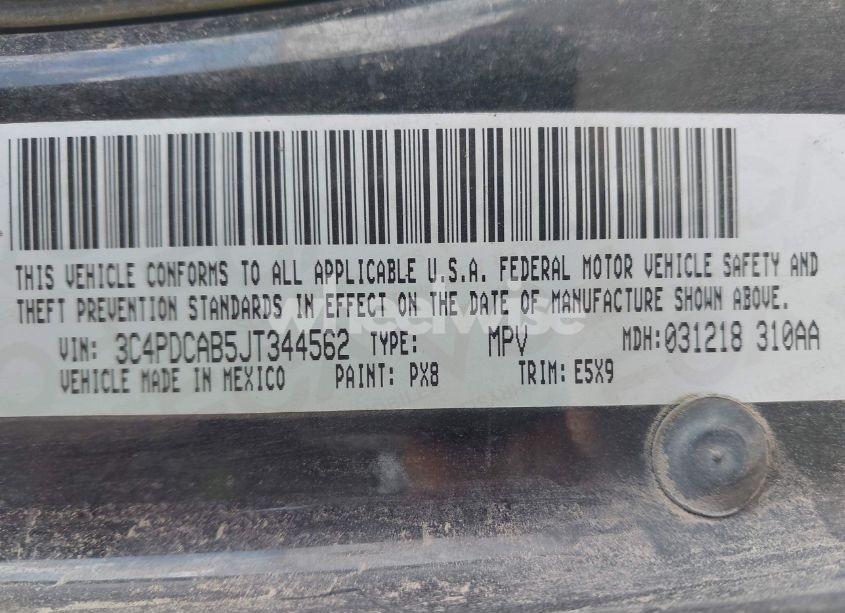 THIS VEHICLE CONFORMS TO ALL APPLICABLE U.S.A. FEDERAL MOTOR VEHICLE SAFETY AND
THEFT PREVENTION STANDARDS IN EFFECT ON THE DATE OF MANUFACTURE SHOWN ABOVE.
wheelwise
VIN: 3C4PDCAB5JT344562 TYPE: MPV MDH:031218 310AA
VEHICLE MADE IN MEXICO PAINT: PX8 TRIM: E5X9